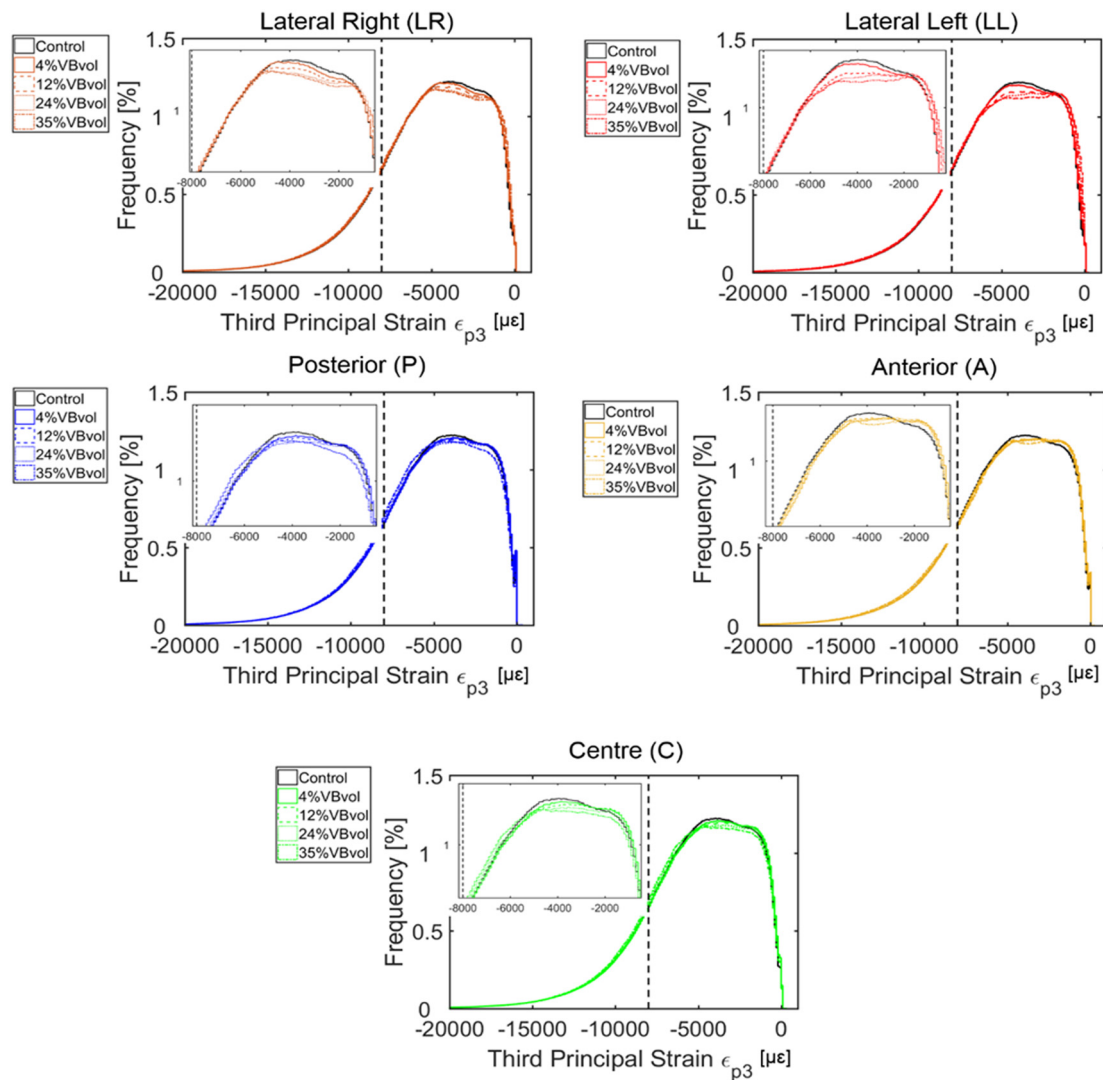 Lateral Right (LR)
Control
4%VBvol
12%VBvol
24%VBvol
35%VBvol
Frequency [%]
1.5
1
0.5
0
1
-8000 -6000 -4000 -2000
-20000 -15000 -10000 -5000 0
Third Principal Strain ϵp3 [µε]
Lateral Left (LL)
Control
4%VBvol
12%VBvol
24%VBvol
35%VBvol
Frequency [%]
1.5
1
0.5
0
1
-8000 -6000 -4000 -2000
-20000 -15000 -10000 -5000 0
Third Principal Strain ϵp3 [µε]
Posterior (P)
Control
4%VBvol
12%VBvol
24%VBvol
35%VBvol
Frequency [%]
1.5
1
0.5
0
1
-8000 -6000 -4000 -2000
-20000 -15000 -10000 -5000 0
Third Principal Strain ϵp3 [µε]
Anterior (A)
Control
4%VBvol
12%VBvol
24%VBvol
35%VBvol
Frequency [%]
1.5
1
0.5
0
1
-8000 -6000 -4000 -2000
-20000 -15000 -10000 -5000 0
Third Principal Strain ϵp3 [µε]
Centre (C)
Control
4%VBvol
12%VBvol
24%VBvol
35%VBvol
Frequency [%]
1.5
1
0.5
0
1
-8000 -6000 -4000 -2000
-20000 -15000 -10000 -5000 0
Third Principal Strain ϵp3 [µε]